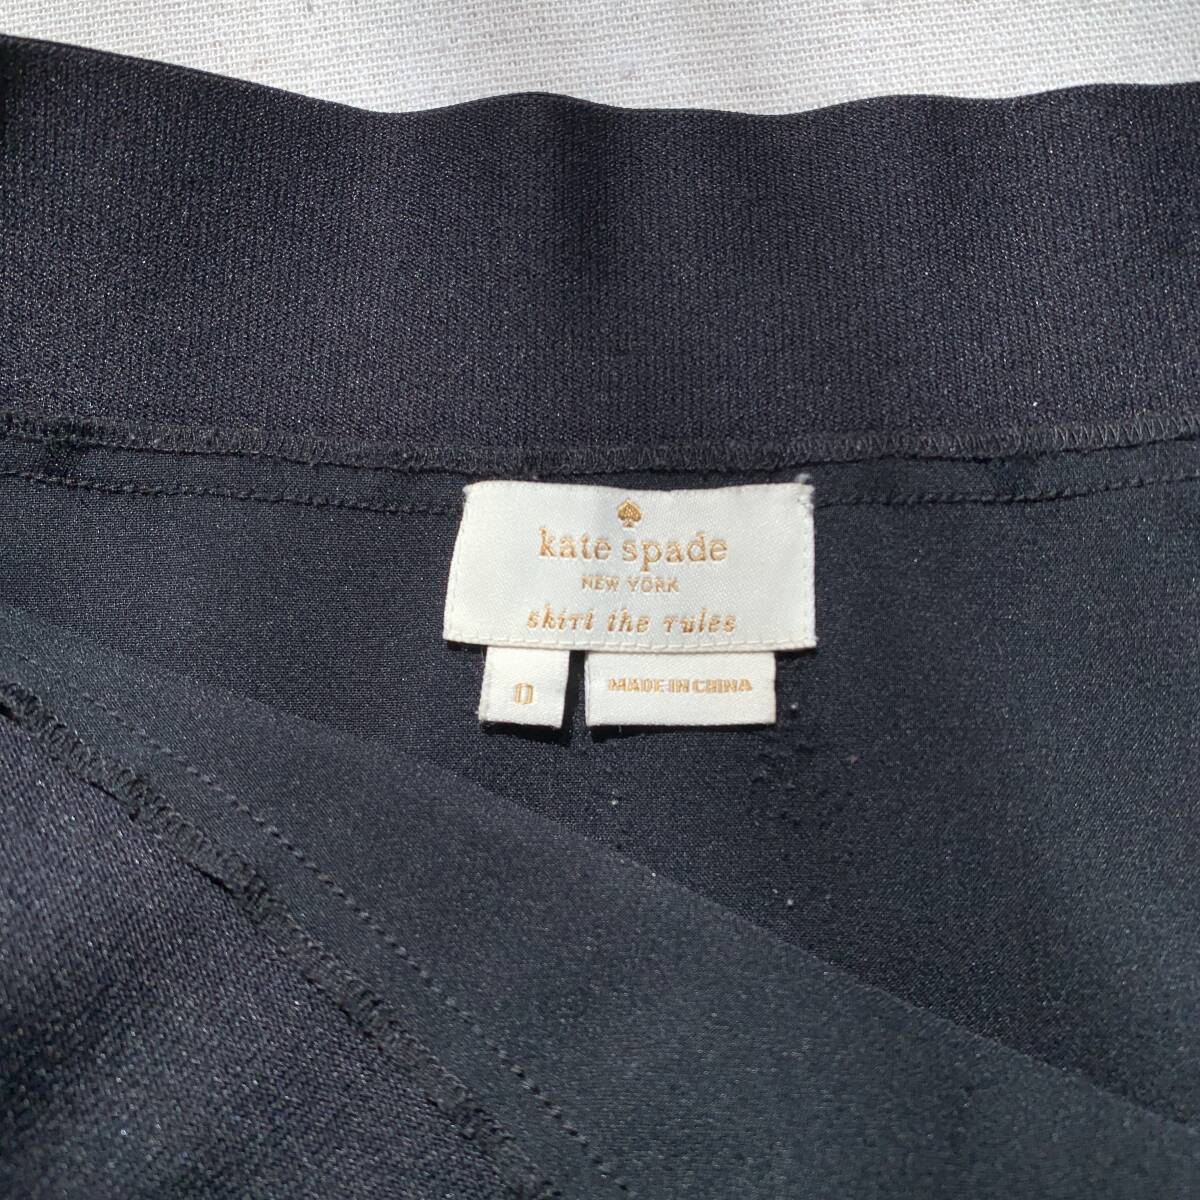 kate spade
NEW YORK
skirt the rules
0
MADE IN CHINA